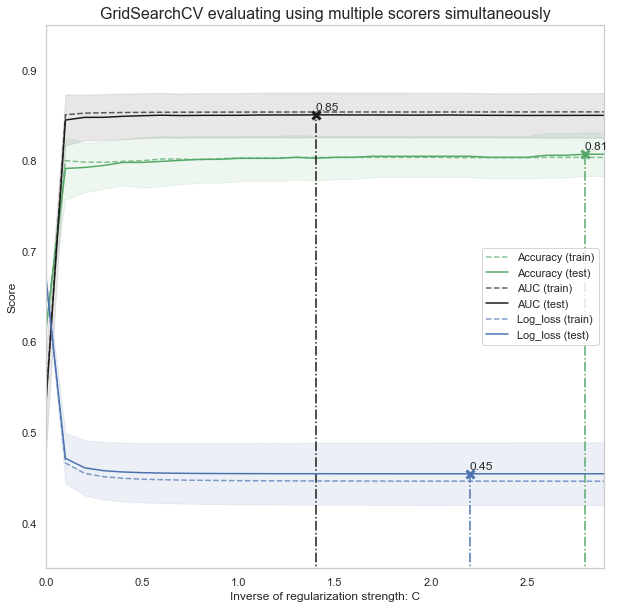 GridSearchCV evaluating using multiple scorers simultaneously
0.9
0.85
0.8
0.81
0.7
Accuracy (train)
Accuracy (test)
AUC (train)
AUC (test)
Log_loss (train)
Log_loss (test)
Score
0.6
0.5
0.45
0.4
0.0
0.5
1.0
1.5
2.0
2.5
Inverse of regularization strength: C